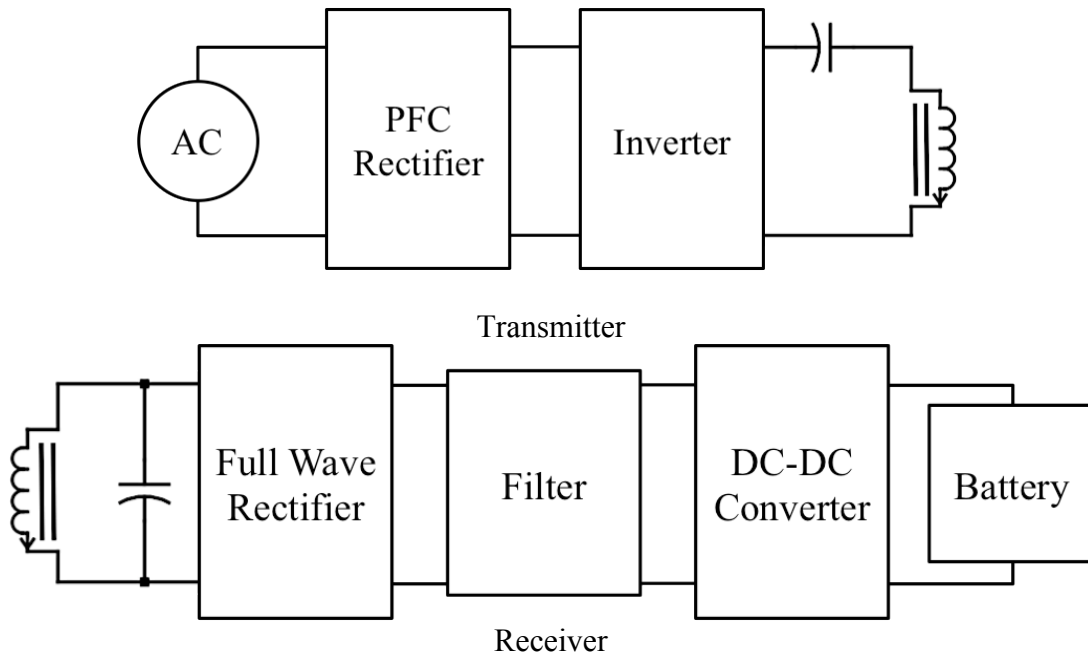 AC
PFC
Rectifier
Inverter
Transmitter
Full Wave
Rectifier
Filter
DC-DC
Converter
Battery
Receiver